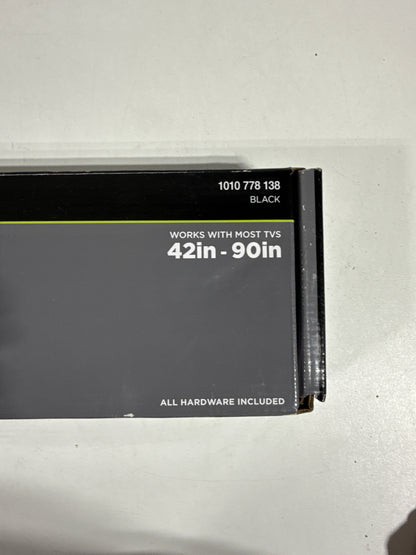 1010 778 138
BLACK
WORKS WITH MOST TVS
42in - 90in
ALL HARDWARE INCLUDED